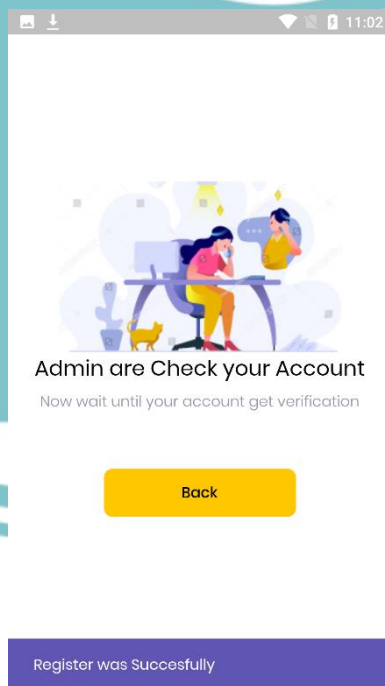 11:02
Admin are Check your Account
Now wait until your account get verification
Back
Register was Succesfully